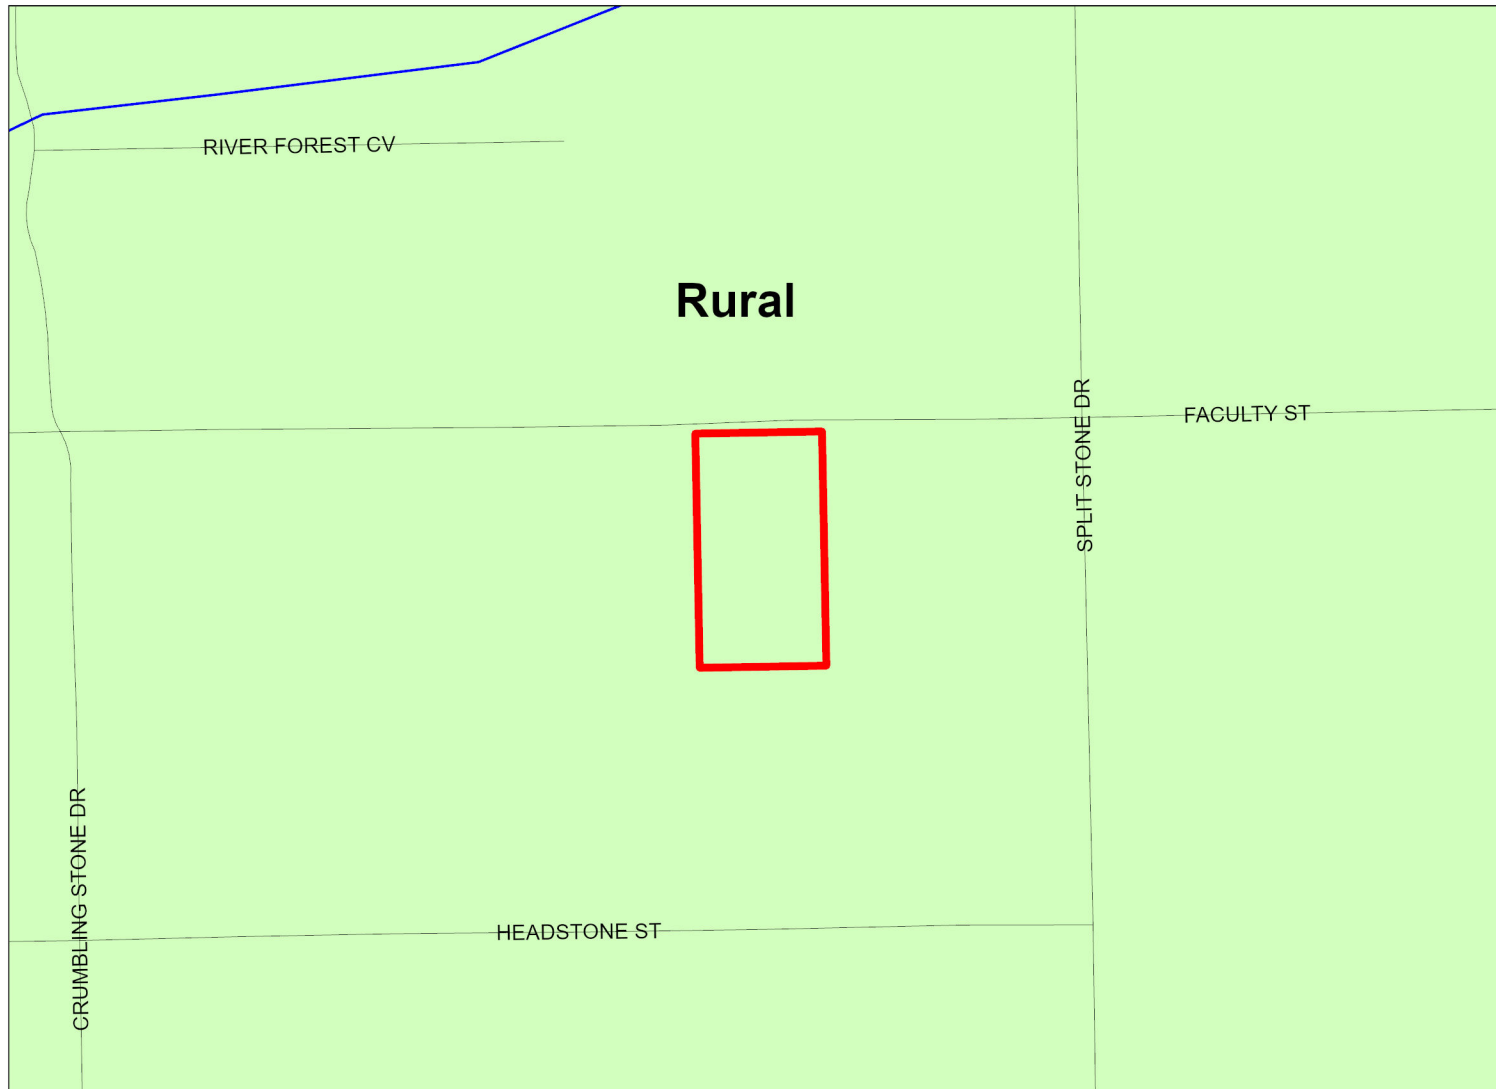 RIVER FOREST CV
Rural
FACULTY ST
SPLIT STONE DR
CRUMBLING STONE DR
HEADSTONE ST